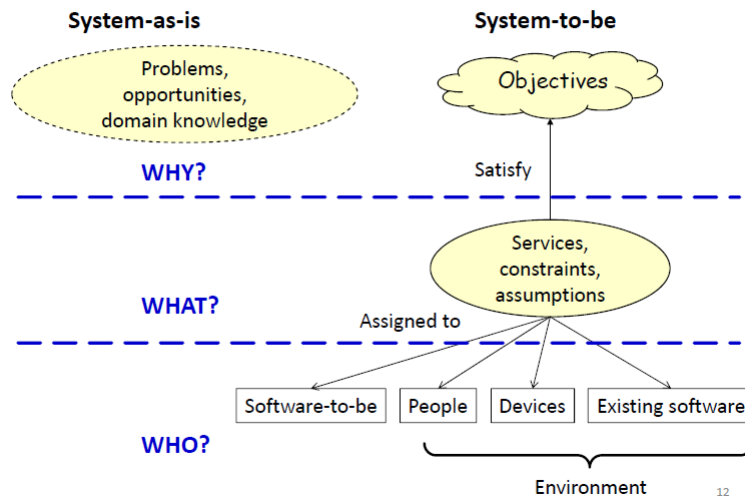 System-as-is
System-to-be
Problems,
opportunities,
domain knowledge
Objectives
WHY?
Satisfy
Services,
constraints,
assumptions
WHAT?
Assigned to
Software-to-be
People
Devices
Existing software
WHO?
Environment
12